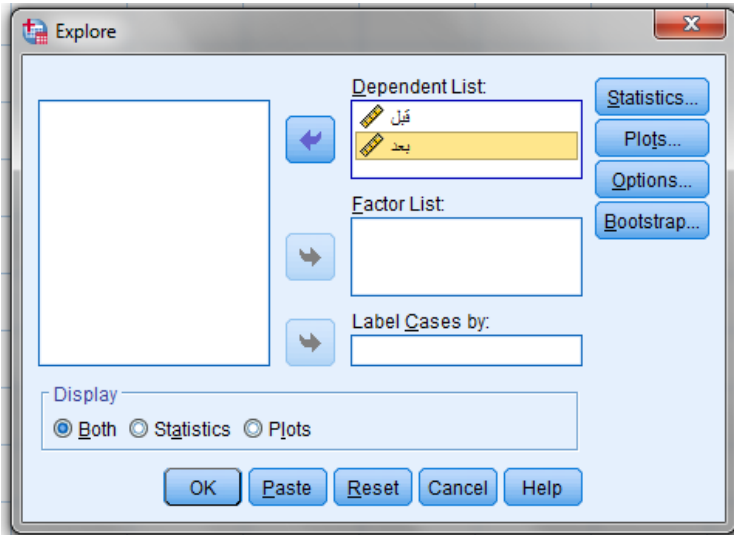 Explore
Dependent List:
قبل
بعد
Statistics...
Plots...
Options...
Bootstrap...
Factor List:
Label Cases by:
Display
Both Statistics Plots
OK Paste Reset Cancel Help